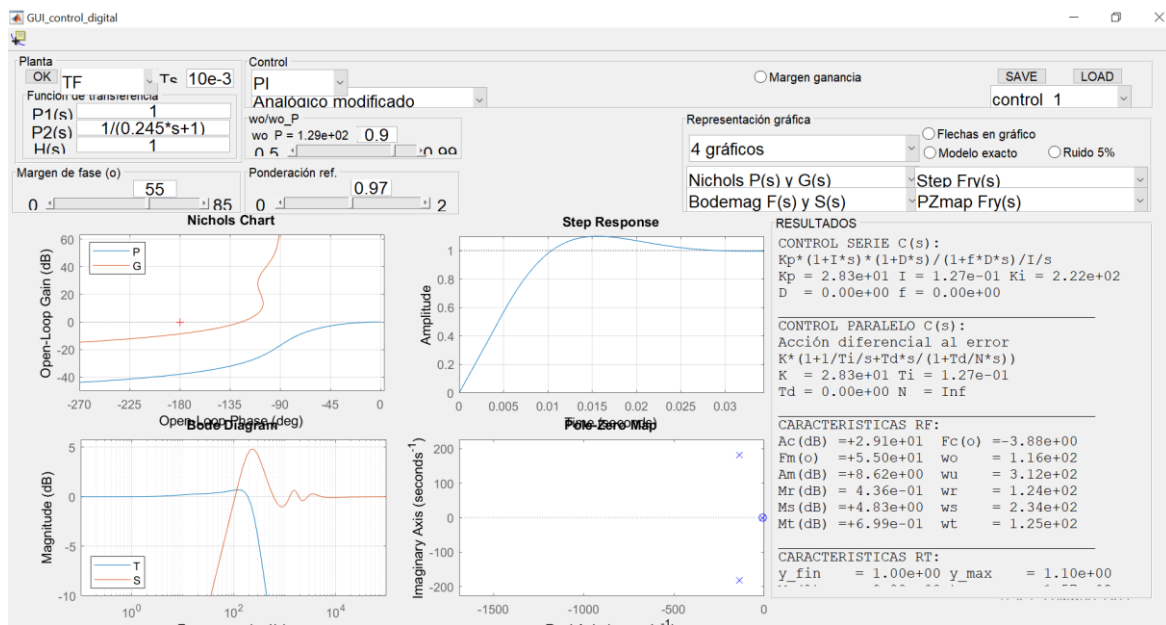 GUI_control_digital
Planta
OK TF Ts 10e-3
Función de transferencia
P1(s) 1
P2(s) 1/(0.245*s+1)
H(s) 1
Control
PI
Analógico modificado
Margen ganancia
SAVE LOAD
control_1
wo/wo_P
wo_P = 1.29e+02 0.9
0.5 0.99
Margen de fase (o)
55
0 85
Ponderación ref.
0.97
0 2
Representación gráfica
4 gráficos
Flechas en gráfico
Modelo exacto Ruido 5%
Nichols P(s) y G(s) Step Fry(s)
Bodemag F(s) y S(s) PZmap Fry(s)
Nichols Chart
Open-Loop Gain (dB)
60
40
20
0
-20
-40
P
G
-270 -225 -180 -135 -90 -45 0
Open-Loop Phase (deg)
Step Response
Amplitude
1
0.8
0.6
0.4
0.2
0
0 0.005 0.01 0.015 0.02 0.025 0.03
Time (seconds)
Bode Diagram
Magnitude (dB)
5
0
-5
-10
T
S
10^0 10^2 10^4
Pole-Zero Map
Imaginary Axis (seconds^-1)
200
100
0
-100
-200
-1500 -1000 -500 0
RESULTADOS
CONTROL SERIE C(s):
Kp*(1+I*s)*(1+D*s)/(1+f*D*s)/I/s
Kp = 2.83e+01 I = 1.27e-01 Ki = 2.22e+02
D = 0.00e+00 f = 0.00e+00
CONTROL PARALELO C(s):
Acción diferencial al error
K*(1+1/Ti/s+Td*s/(1+Td/N*s))
K = 2.83e+01 Ti = 1.27e-01
Td = 0.00e+00 N = Inf
CARACTERISTICAS RF:
Ac(dB) =+2.91e+01 Fc(o) =-3.88e+00
Fm(o) =+5.50e+01 wo = 1.16e+02
Am(dB) =+8.62e+00 wu = 3.12e+02
Mr(dB) = 4.36e-01 wr = 1.24e+02
Ms(dB) =+4.83e+00 ws = 2.34e+02
Mt(dB) =+6.99e-01 wt = 1.25e+02
CARACTERISTICAS RT:
y_fin = 1.00e+00 y_max = 1.10e+00